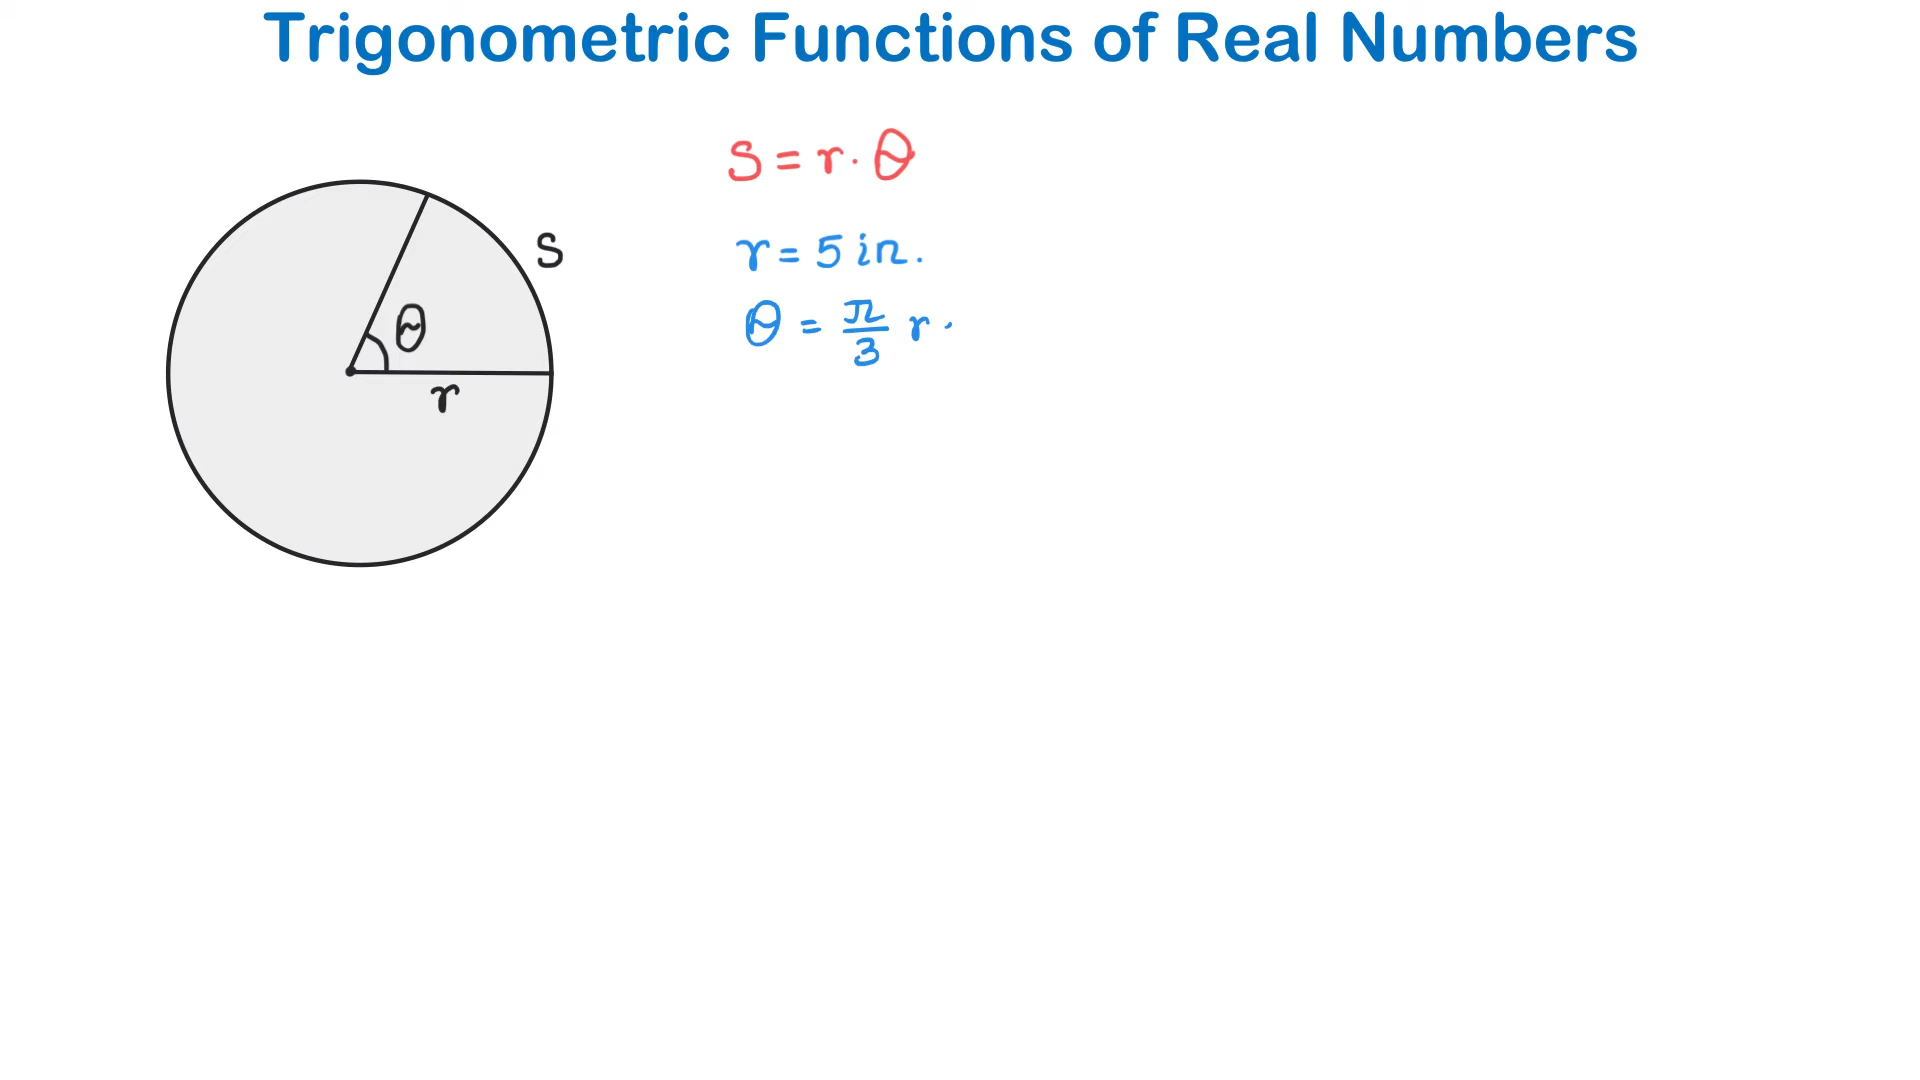 Trigonometric Functions of Real Numbers
S = r · θ
S
r = 5 in.
θ = π/3 r.
θ
r